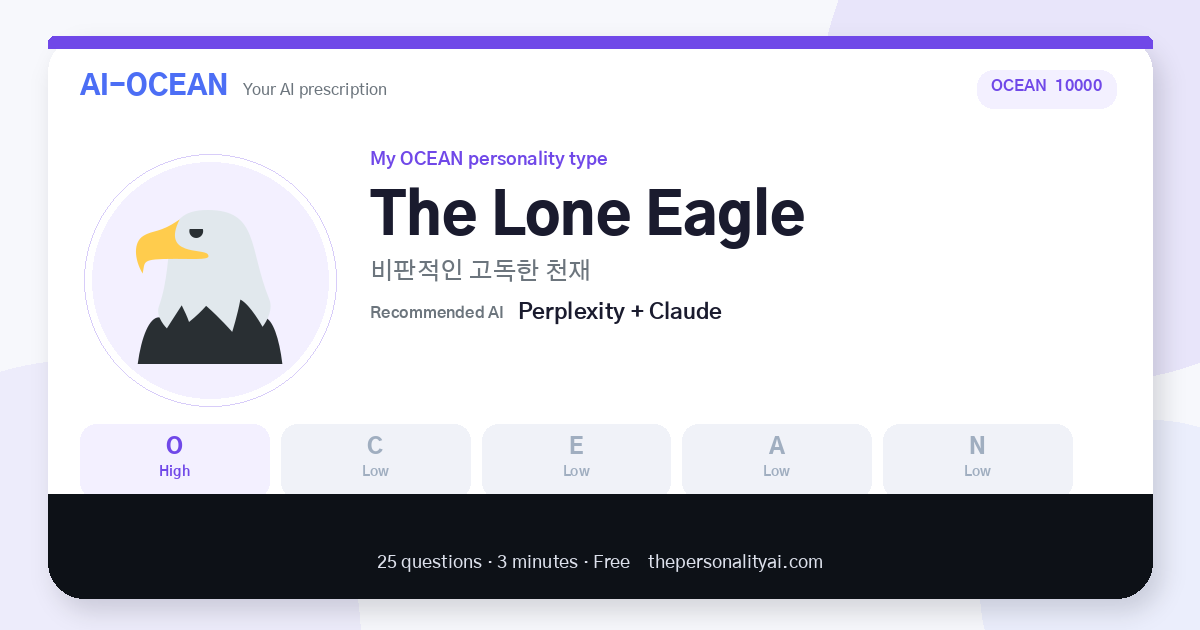 AI-OCEAN Your AI prescription
OCEAN 10000
My OCEAN personality type
The Lone Eagle
비판적인 고독한 천재
Recommended AI Perplexity + Claude
O
High
C
Low
E
Low
A
Low
N
Low
25 questions · 3 minutes · Free thepersonalityai.com